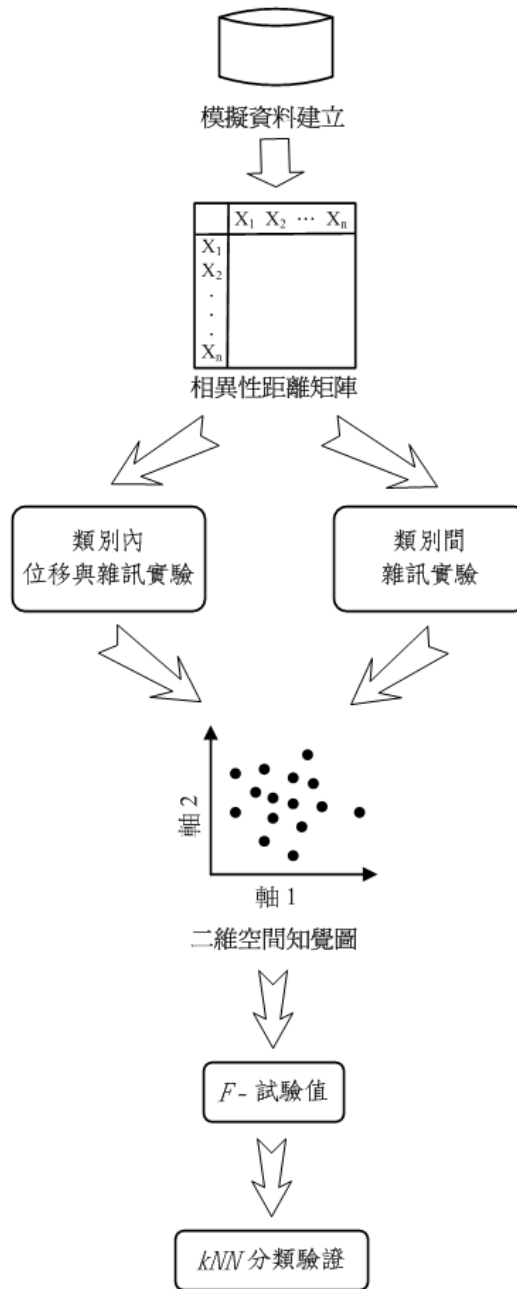 模擬資料建立
X₁ X₂ … Xₙ
X₁
X₂
.
.
.
Xₙ
相異性距離矩陣
類別內
位移與雜訊實驗
類別間
雜訊實驗
軸 2
軸 1
二維空間知覺圖
F - 試驗值
kNN 分類驗證